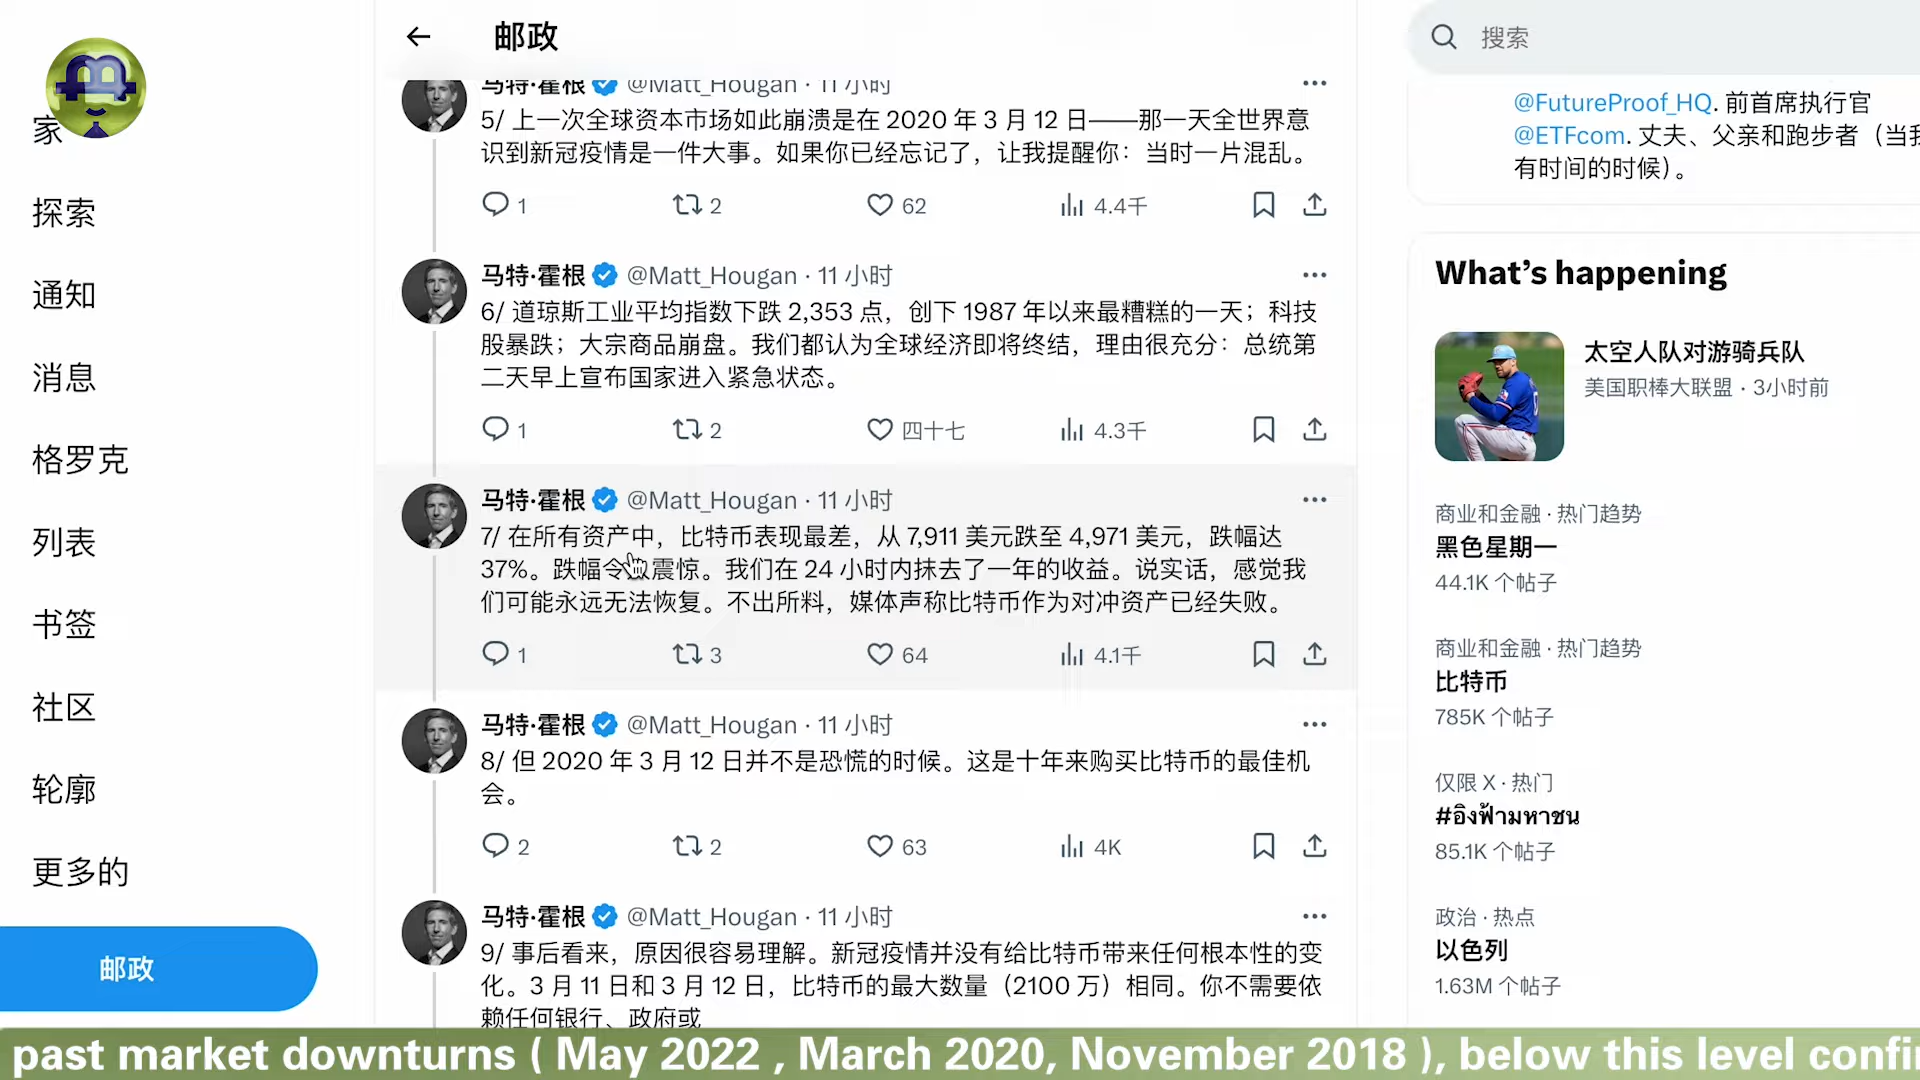 家
探索
通知
消息
格罗克
列表
书签
社区
轮廓
更多的
邮政
邮政
马特·霍根 @Matt_Hougan · 11 小时
5/ 上一次全球资本市场如此崩溃是在 2020 年 3 月 12 日——那一天全世界意
识到新冠疫情是一件大事。如果你已经忘记了，让我提醒你：当时一片混乱。
1 2 62 4.4千
马特·霍根 @Matt_Hougan · 11 小时
6/ 道琼斯工业平均指数下跌 2,353 点，创下 1987 年以来最糟糕的一天；科技
股暴跌；大宗商品崩盘。我们都认为全球经济即将终结，理由很充分：总统第
二天早上宣布国家进入紧急状态。
1 2 四十七 4.3千
马特·霍根 @Matt_Hougan · 11 小时
7/ 在所有资产中，比特币表现最差，从 7,911 美元跌至 4,971 美元，跌幅达
37%。跌幅令震惊。我们在 24 小时内抹去了一年的收益。说实话，感觉我
们可能永远无法恢复。不出所料，媒体声称比特币作为对冲资产已经失败。
1 3 64 4.1千
马特·霍根 @Matt_Hougan · 11 小时
8/ 但 2020 年 3 月 12 日并不是恐慌的时候。这是十年来购买比特币的最佳机
会。
2 2 63 4K
马特·霍根 @Matt_Hougan · 11 小时
9/ 事后看来，原因很容易理解。新冠疫情并没有给比特币带来任何根本性的变
化。3 月 11 日和 3 月 12 日，比特币的最大数量（2100 万）相同。你不需要依
赖任何银行、政府或
搜索
@FutureProof_HQ. 前首席执行官
@ETFcom. 丈夫、父亲和跑步者（当我
有时间的时候）。
What's happening
太空人队对游骑兵队
美国职棒大联盟 · 3小时前
商业和金融 · 热门趋势
黑色星期一
44.1K 个帖子
商业和金融 · 热门趋势
比特币
785K 个帖子
仅限 X · 热门
#อิงฟ้ามหาชน
85.1K 个帖子
政治 · 热点
以色列
1.63M 个帖子
past market downturns ( May 2022 , March 2020, November 2018 ), below this level confi